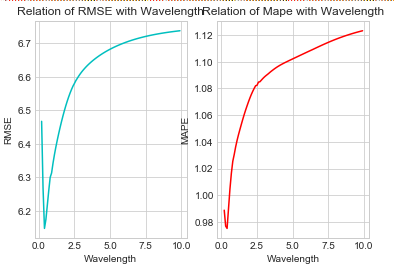 Relation of RMSE with Wavelength
Relation of Mape with Wavelength
RMSE
6.7
6.6
6.5
6.4
6.3
6.2
0.0 2.5 5.0 7.5 10.0
Wavelength
MAPE
1.12
1.10
1.08
1.06
1.04
1.02
1.00
0.98
0.0 2.5 5.0 7.5 10.0
Wavelength